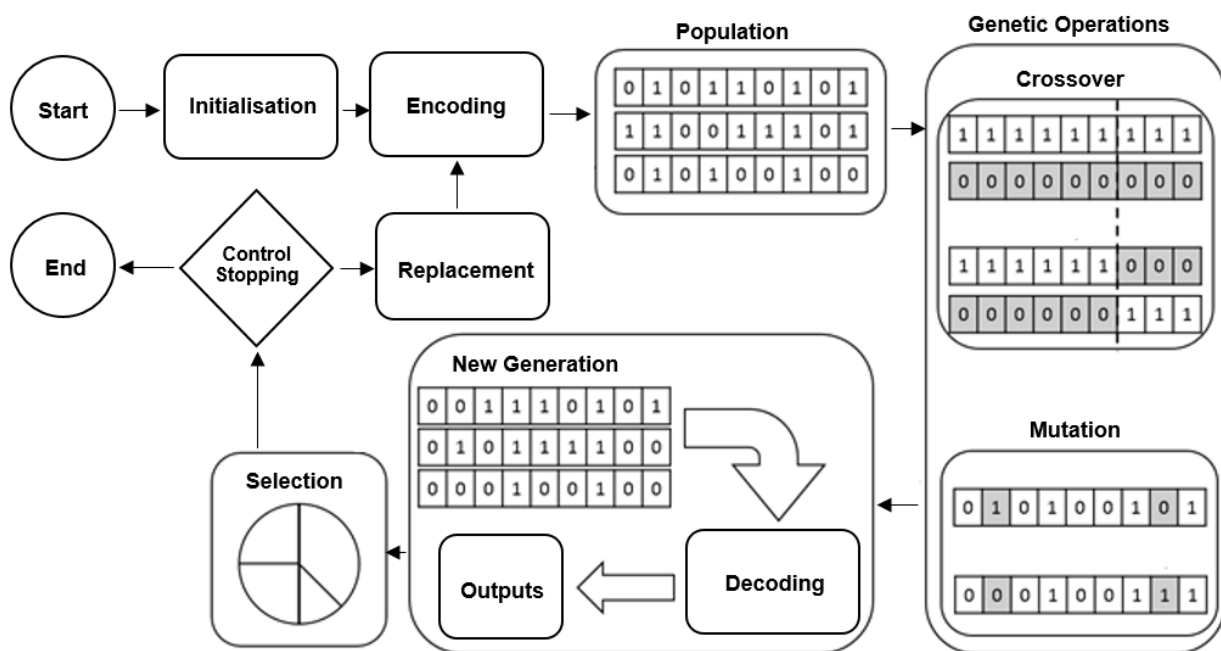 Population
Genetic Operations
Start
Initialisation
Encoding
0 1 0 1 1 0 1 0 1
1 1 0 0 1 1 1 0 1
0 1 0 1 0 0 1 0 0
Crossover
1 1 1 1 1 1 1 1 1
0 0 0 0 0 0 0 0 0
1 1 1 1 1 1 0 0 0
0 0 0 0 0 0 1 1 1
End
Control
Stopping
Replacement
New Generation
0 0 1 1 1 0 1 0 1
0 1 0 1 1 1 1 0 0
0 0 0 1 0 0 1 0 0
Decoding
Outputs
Selection
Mutation
0 1 0 1 0 0 1 0 1
0 0 0 1 0 0 1 1 1